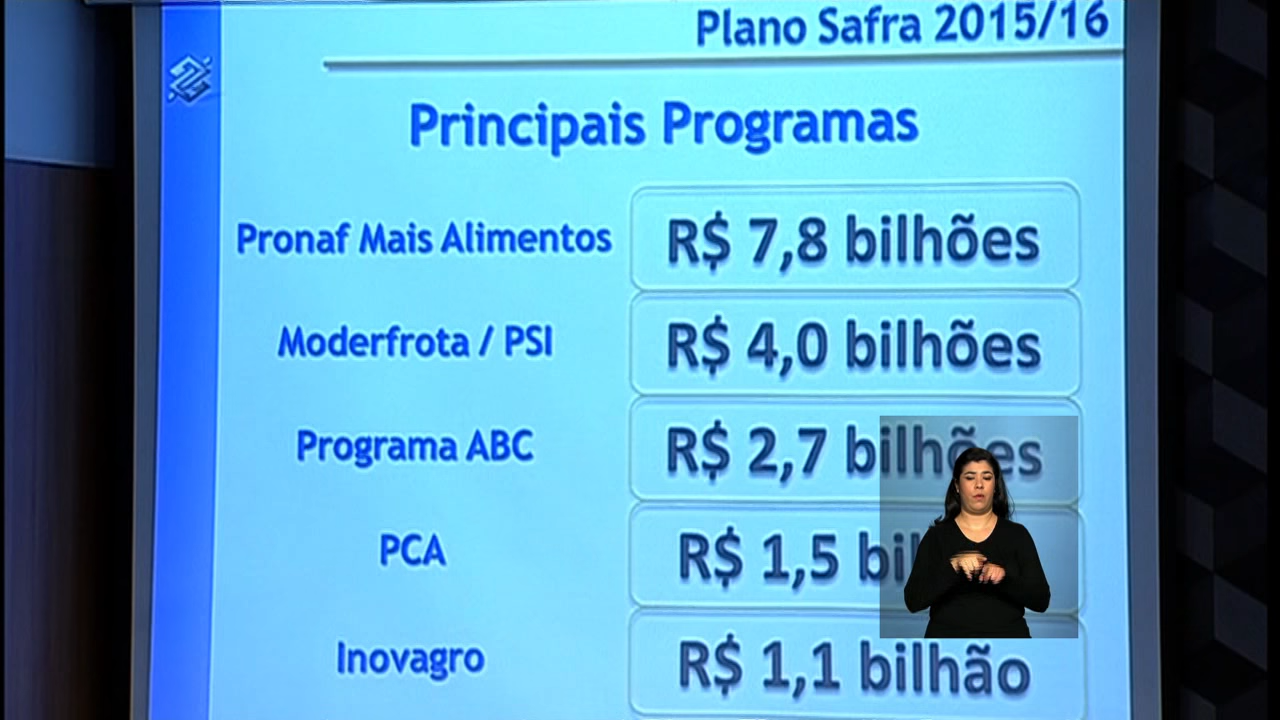 Plano Safra 2015/16
Principais Programas
Pronaf Mais Alimentos R$ 7,8 bilhões
Moderfrota / PSI R$ 4,0 bilhões
Programa ABC R$ 2,7 bilhões
PCA R$ 1,5
Inovagro R$ 1,1 bilhão